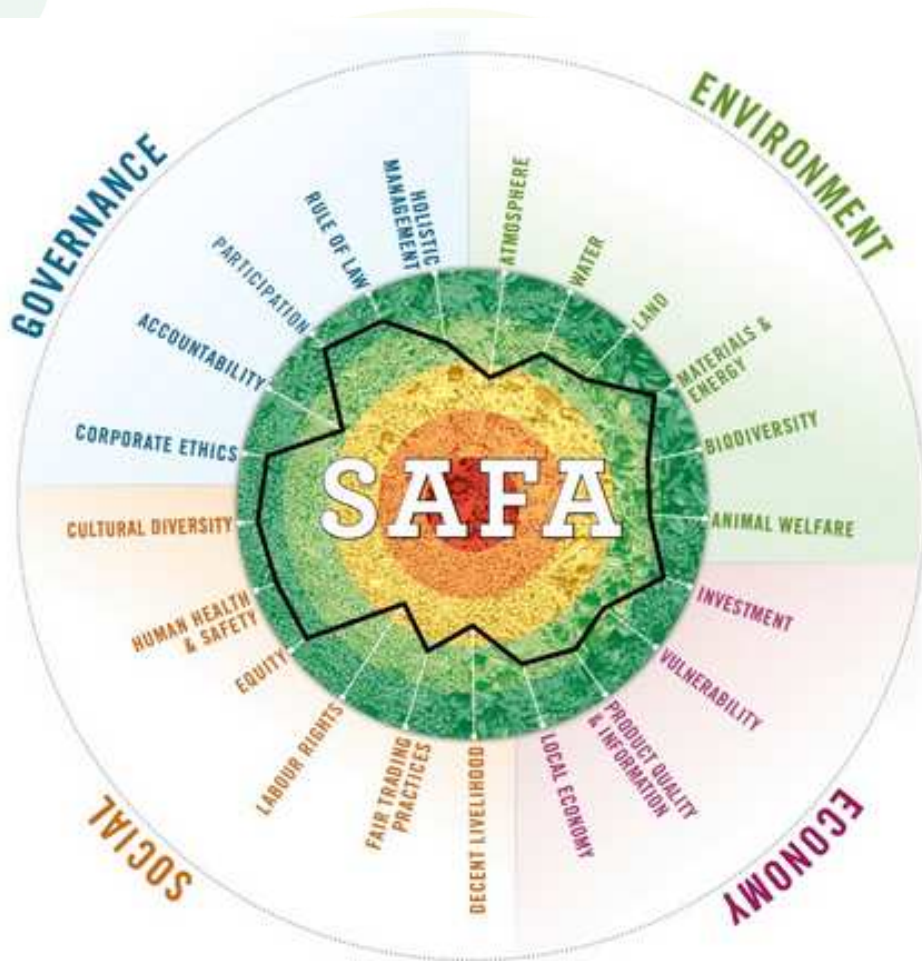 GOVERNANCE
ENVIRONMENT
HOLISTIC
MANAGEMENT
RULE OF LAW
PARTICIPATION
ACCOUNTABILITY
CORPORATE ETHICS
ATMOSPHERE
WATER
LAND
MATERIALS &
ENERGY
BIODIVERSITY
ANIMAL WELFARE
SAFA
CULTURAL DIVERSITY
HUMAN HEALTH
& SAFETY
EQUITY
LABOUR RIGHTS
FAIR TRADING
PRACTICES
DECENT LIVELIHOOD
INVESTMENT
VULNERABILITY
PRODUCT QUALITY
& INFORMATION
LOCAL ECONOMY
SOCIAL
ECONOMY